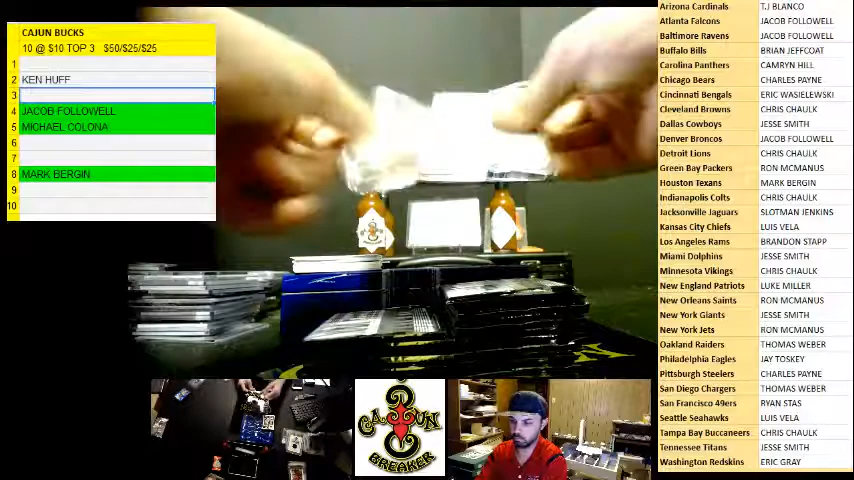 CAJUN BUCKS
10 @ $10 TOP 3 $50/$25/$25
1
2 KEN HUFF
3
4 JACOB FOLLOWELL
5 MICHAEL COLONA
6
7
8 MARK BERGIN
9
10
Arizona Cardinals T.J BLANCO
Atlanta Falcons JACOB FOLLOWELL
Baltimore Ravens JACOB FOLLOWELL
Buffalo Bills BRIAN JEFFCOAT
Carolina Panthers CAMRYN HILL
Chicago Bears CHARLES PAYNE
Cincinnati Bengals ERIC WASIELEWSKI
Cleveland Browns CHRIS CHAULK
Dallas Cowboys JESSE SMITH
Denver Broncos JACOB FOLLOWELL
Detroit Lions CHRIS CHAULK
Green Bay Packers RON MCMANUS
Houston Texans MARK BERGIN
Indianapolis Colts CHRIS CHAULK
Jacksonville Jaguars SLOTMAN JENKINS
Kansas City Chiefs LUIS VELA
Los Angeles Rams BRANDON STAPP
Miami Dolphins JESSE SMITH
Minnesota Vikings CHRIS CHAULK
New England Patriots LUKE MILLER
New Orleans Saints RON MCMANUS
New York Giants JESSE SMITH
New York Jets RON MCMANUS
Oakland Raiders THOMAS WEBER
Philadelphia Eagles JAY TOSKEY
Pittsburgh Steelers CHARLES PAYNE
San Diego Chargers THOMAS WEBER
San Francisco 49ers RYAN STAS
Seattle Seahawks LUIS VELA
Tampa Bay Buccaneers CHRIS CHAULK
Tennessee Titans JESSE SMITH
Washington Redskins ERIC GRAY
CAJUN
BREAKER